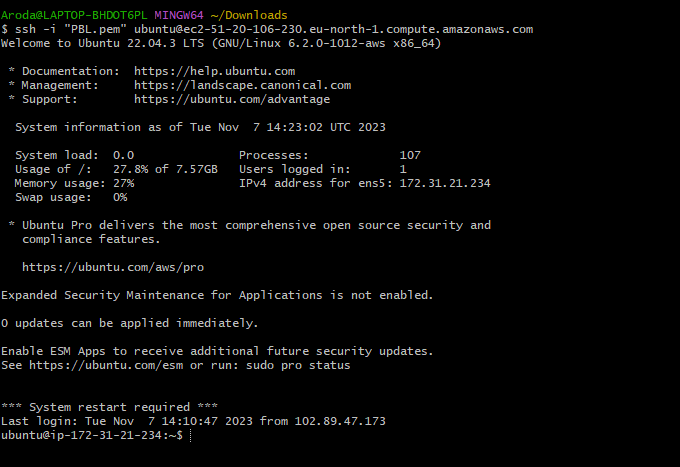 Aroda@LAPTOP-BHDOT6PL MINGW64 ~/Downloads
$ ssh -i "PBL.pem" ubuntu@ec2-51-20-106-230.eu-north-1.compute.amazonaws.com
Welcome to Ubuntu 22.04.3 LTS (GNU/Linux 6.2.0-1012-aws x86_64)
 * Documentation:  https://help.ubuntu.com
 * Management:     https://landscape.canonical.com
 * Support:        https://ubuntu.com/advantage
  System information as of Tue Nov  7 14:23:02 UTC 2023
  System load:  0.0               Processes:             107
  Usage of /:   27.8% of 7.57GB   Users logged in:       1
  Memory usage: 27%               IPv4 address for ens5: 172.31.21.234
  Swap usage:   0%
 * Ubuntu Pro delivers the most comprehensive open source security and
   compliance features.
   https://ubuntu.com/aws/pro
Expanded Security Maintenance for Applications is not enabled.
0 updates can be applied immediately.
Enable ESM Apps to receive additional future security updates.
See https://ubuntu.com/esm or run: sudo pro status
*** System restart required ***
Last login: Tue Nov  7 14:10:47 2023 from 102.89.47.173
ubuntu@ip-172-31-21-234:~$